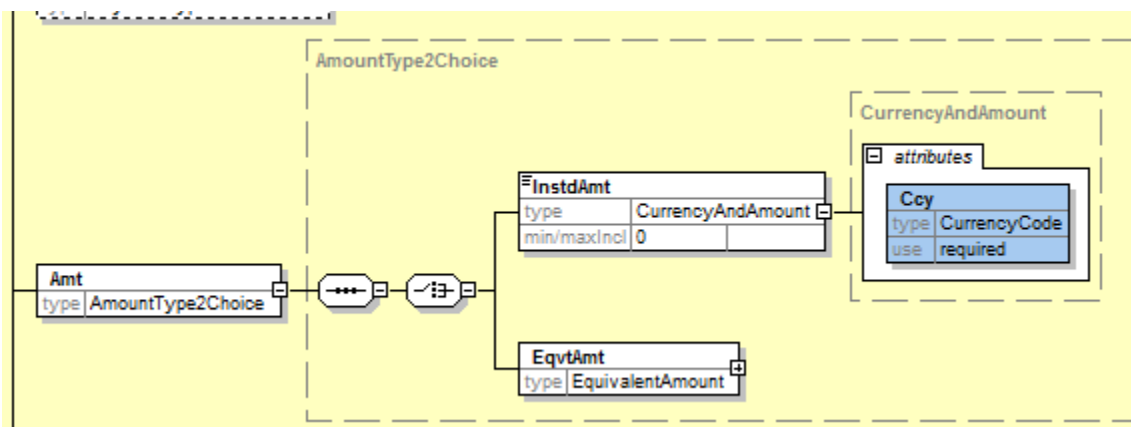 AmountType2Choice
CurrencyAndAmount
attributes
InstdAmt
type CurrencyAndAmount
min/maxIncl 0
Ccy
type CurrencyCode
use required
Amt
type AmountType2Choice
EqvtAmt
type EquivalentAmount